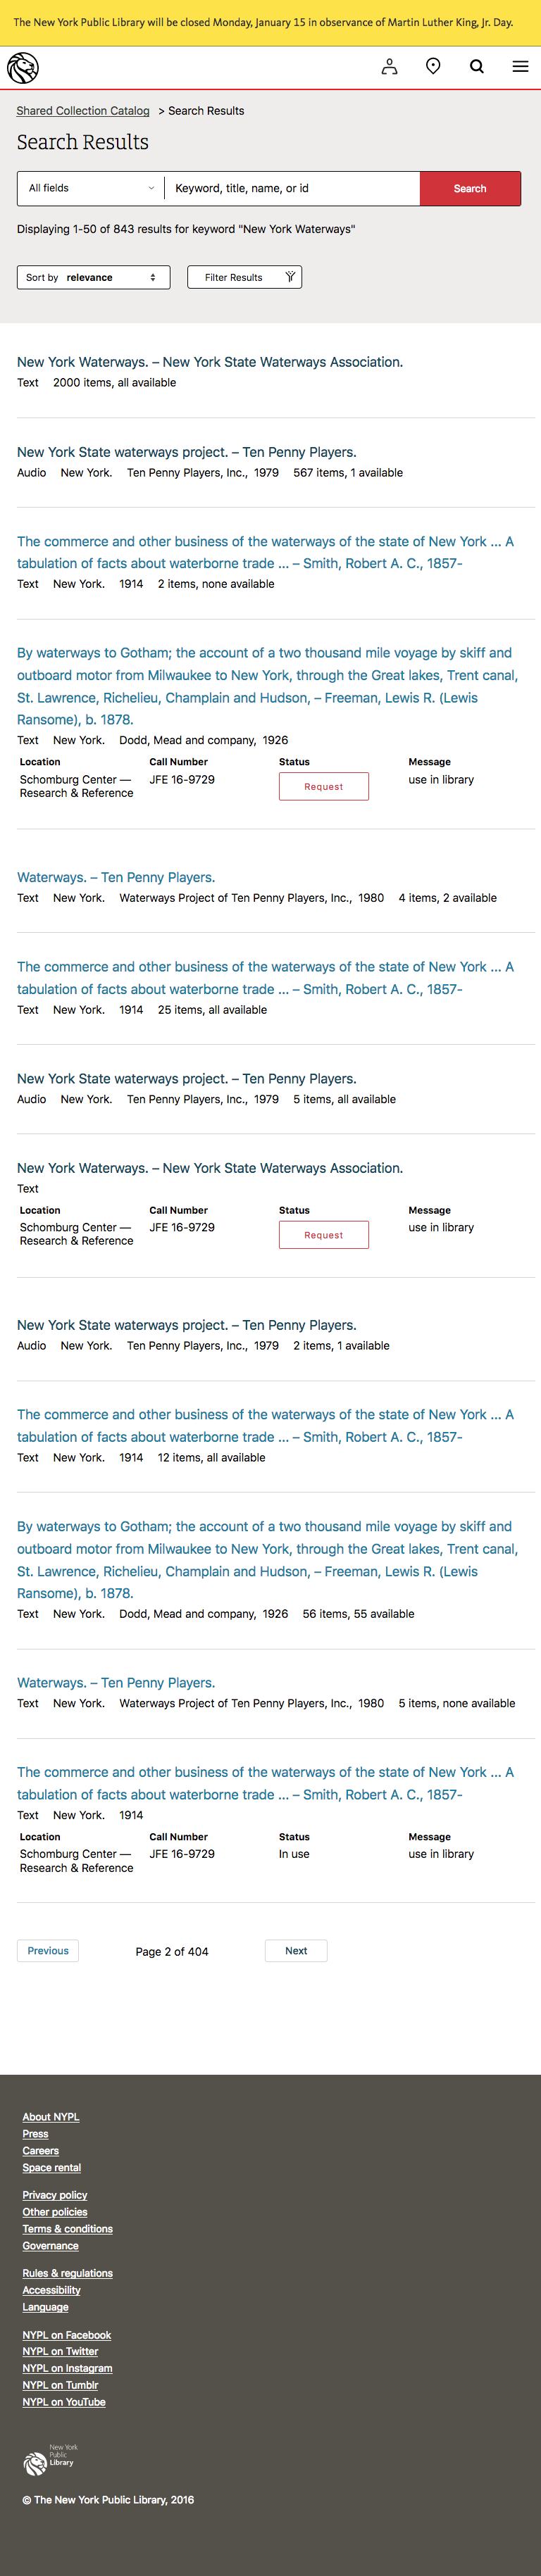 The New York Public Library will be closed Monday, January 15 in observance of Martin Luther King, Jr. Day.
Shared Collection Catalog > Search Results
Search Results
All fields Keyword, title, name, or id Search
Displaying 1-50 of 843 results for keyword "New York Waterways"
Sort by relevance Filter Results
New York Waterways. – New York State Waterways Association.
Text 2000 items, all available
New York State waterways project. – Ten Penny Players.
Audio New York. Ten Penny Players, Inc., 1979 567 items, 1 available
The commerce and other business of the waterways of the state of New York ... A
tabulation of facts about waterborne trade ... – Smith, Robert A. C., 1857-
Text New York. 1914 2 items, none available
By waterways to Gotham; the account of a two thousand mile voyage by skiff and
outboard motor from Milwaukee to New York, through the Great lakes, Trent canal,
St. Lawrence, Richelieu, Champlain and Hudson, – Freeman, Lewis R. (Lewis
Ransome), b. 1878.
Text New York. Dodd, Mead and company, 1926
Location Call Number Status Message
Schomburg Center — JFE 16-9729 Request use in library
Research & Reference
Waterways. – Ten Penny Players.
Text New York. Waterways Project of Ten Penny Players, Inc., 1980 4 items, 2 available
The commerce and other business of the waterways of the state of New York ... A
tabulation of facts about waterborne trade ... – Smith, Robert A. C., 1857-
Text New York. 1914 25 items, all available
New York State waterways project. – Ten Penny Players.
Audio New York. Ten Penny Players, Inc., 1979 5 items, all available
New York Waterways. – New York State Waterways Association.
Text
Location Call Number Status Message
Schomburg Center — JFE 16-9729 Request use in library
Research & Reference
New York State waterways project. – Ten Penny Players.
Audio New York. Ten Penny Players, Inc., 1979 2 items, 1 available
The commerce and other business of the waterways of the state of New York ... A
tabulation of facts about waterborne trade ... – Smith, Robert A. C., 1857-
Text New York. 1914 12 items, all available
By waterways to Gotham; the account of a two thousand mile voyage by skiff and
outboard motor from Milwaukee to New York, through the Great lakes, Trent canal,
St. Lawrence, Richelieu, Champlain and Hudson, – Freeman, Lewis R. (Lewis
Ransome), b. 1878.
Text New York. Dodd, Mead and company, 1926 56 items, 55 available
Waterways. – Ten Penny Players.
Text New York. Waterways Project of Ten Penny Players, Inc., 1980 5 items, none available
The commerce and other business of the waterways of the state of New York ... A
tabulation of facts about waterborne trade ... – Smith, Robert A. C., 1857-
Text New York. 1914
Location Call Number Status Message
Schomburg Center — JFE 16-9729 In use use in library
Research & Reference
Previous Page 2 of 404 Next
About NYPL
Press
Careers
Space rental
Privacy policy
Other policies
Terms & conditions
Governance
Rules & regulations
Accessibility
Language
NYPL on Facebook
NYPL on Twitter
NYPL on Instagram
NYPL on Tumblr
NYPL on YouTube
New York
Public
Library
© The New York Public Library, 2016